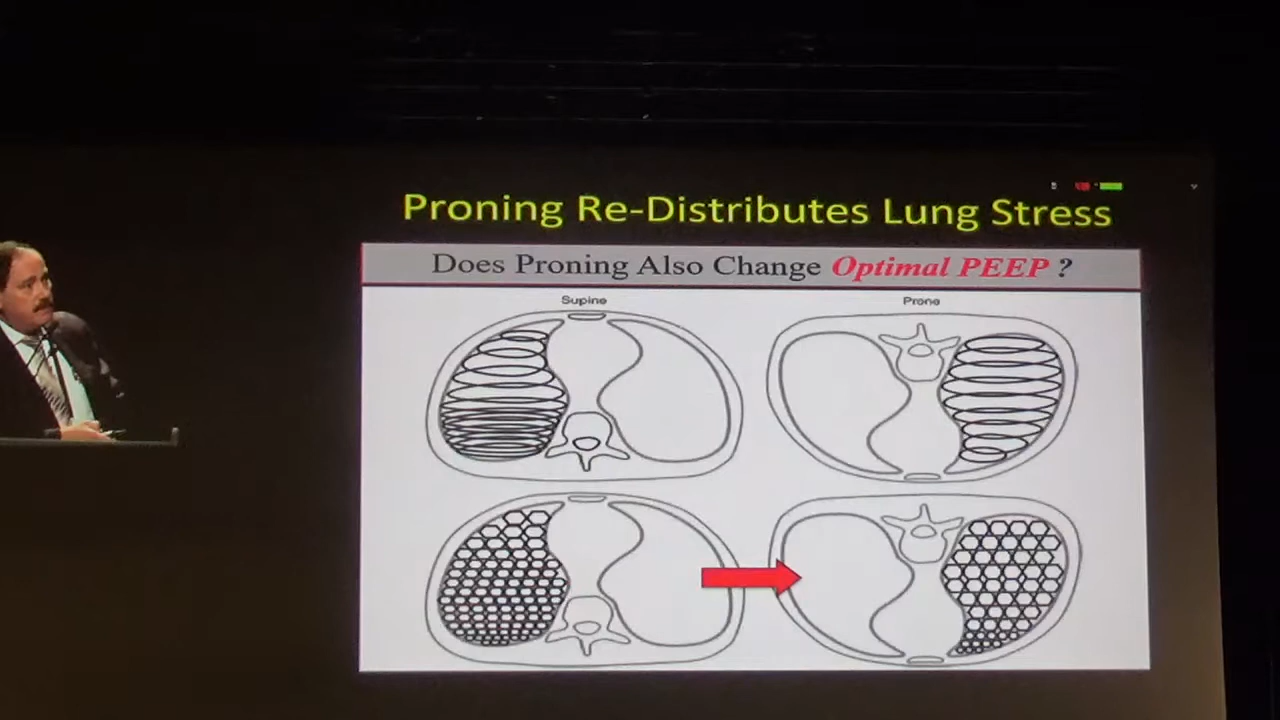 Proning Re-Distributes Lung Stress
Does Proning Also Change Optimal PEEP ?
Supine
Prone